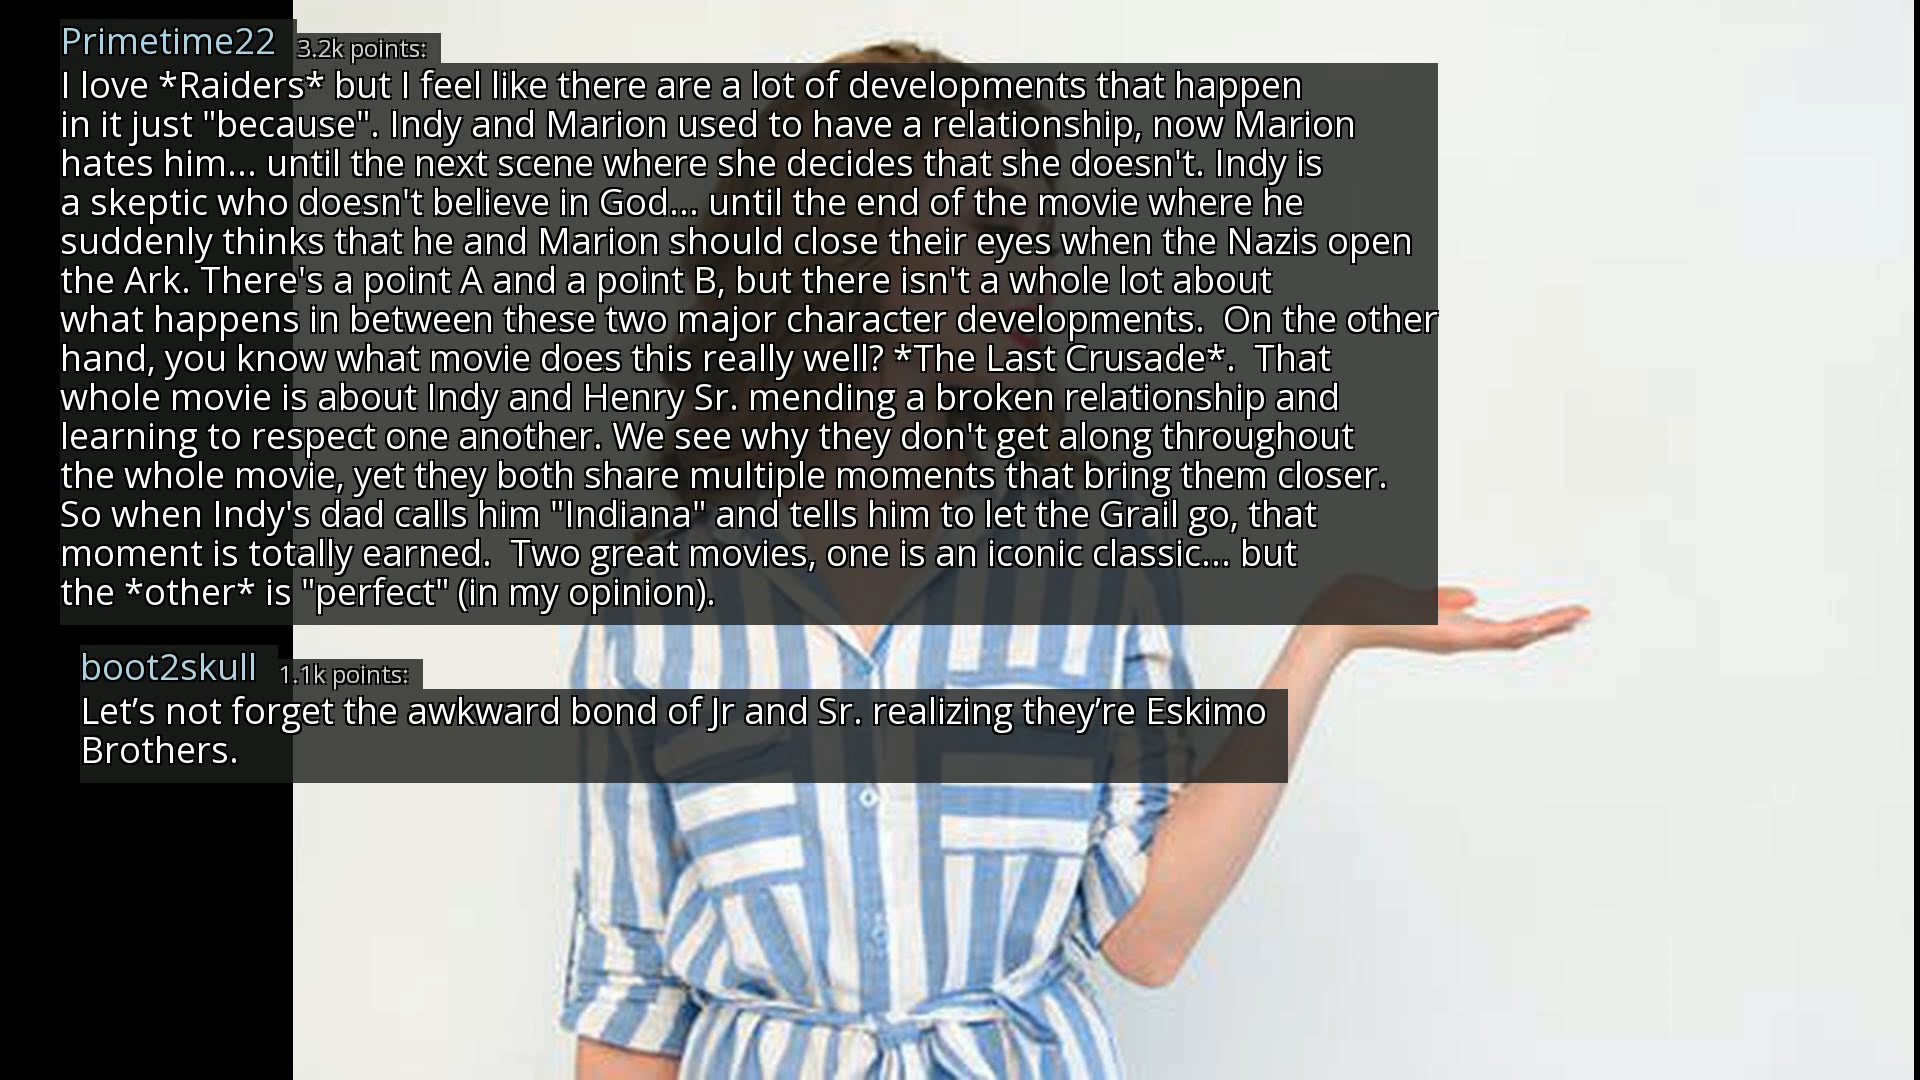 Primetime22 3.2k points:
I love *Raiders* but I feel like there are a lot of developments that happen
in it just "because". Indy and Marion used to have a relationship, now Marion
hates him... until the next scene where she decides that she doesn't. Indy is
a skeptic who doesn't believe in God... until the end of the movie where he
suddenly thinks that he and Marion should close their eyes when the Nazis open
the Ark. There's a point A and a point B, but there isn't a whole lot about
what happens in between these two major character developments.  On the other
hand, you know what movie does this really well? *The Last Crusade*.  That
whole movie is about Indy and Henry Sr. mending a broken relationship and
learning to respect one another. We see why they don't get along throughout
the whole movie, yet they both share multiple moments that bring them closer.
So when Indy's dad calls him "Indiana" and tells him to let the Grail go, that
moment is totally earned.  Two great movies, one is an iconic classic... but
the *other* is "perfect" (in my opinion).
boot2skull 1.1k points:
Let’s not forget the awkward bond of Jr and Sr. realizing they’re Eskimo
Brothers.